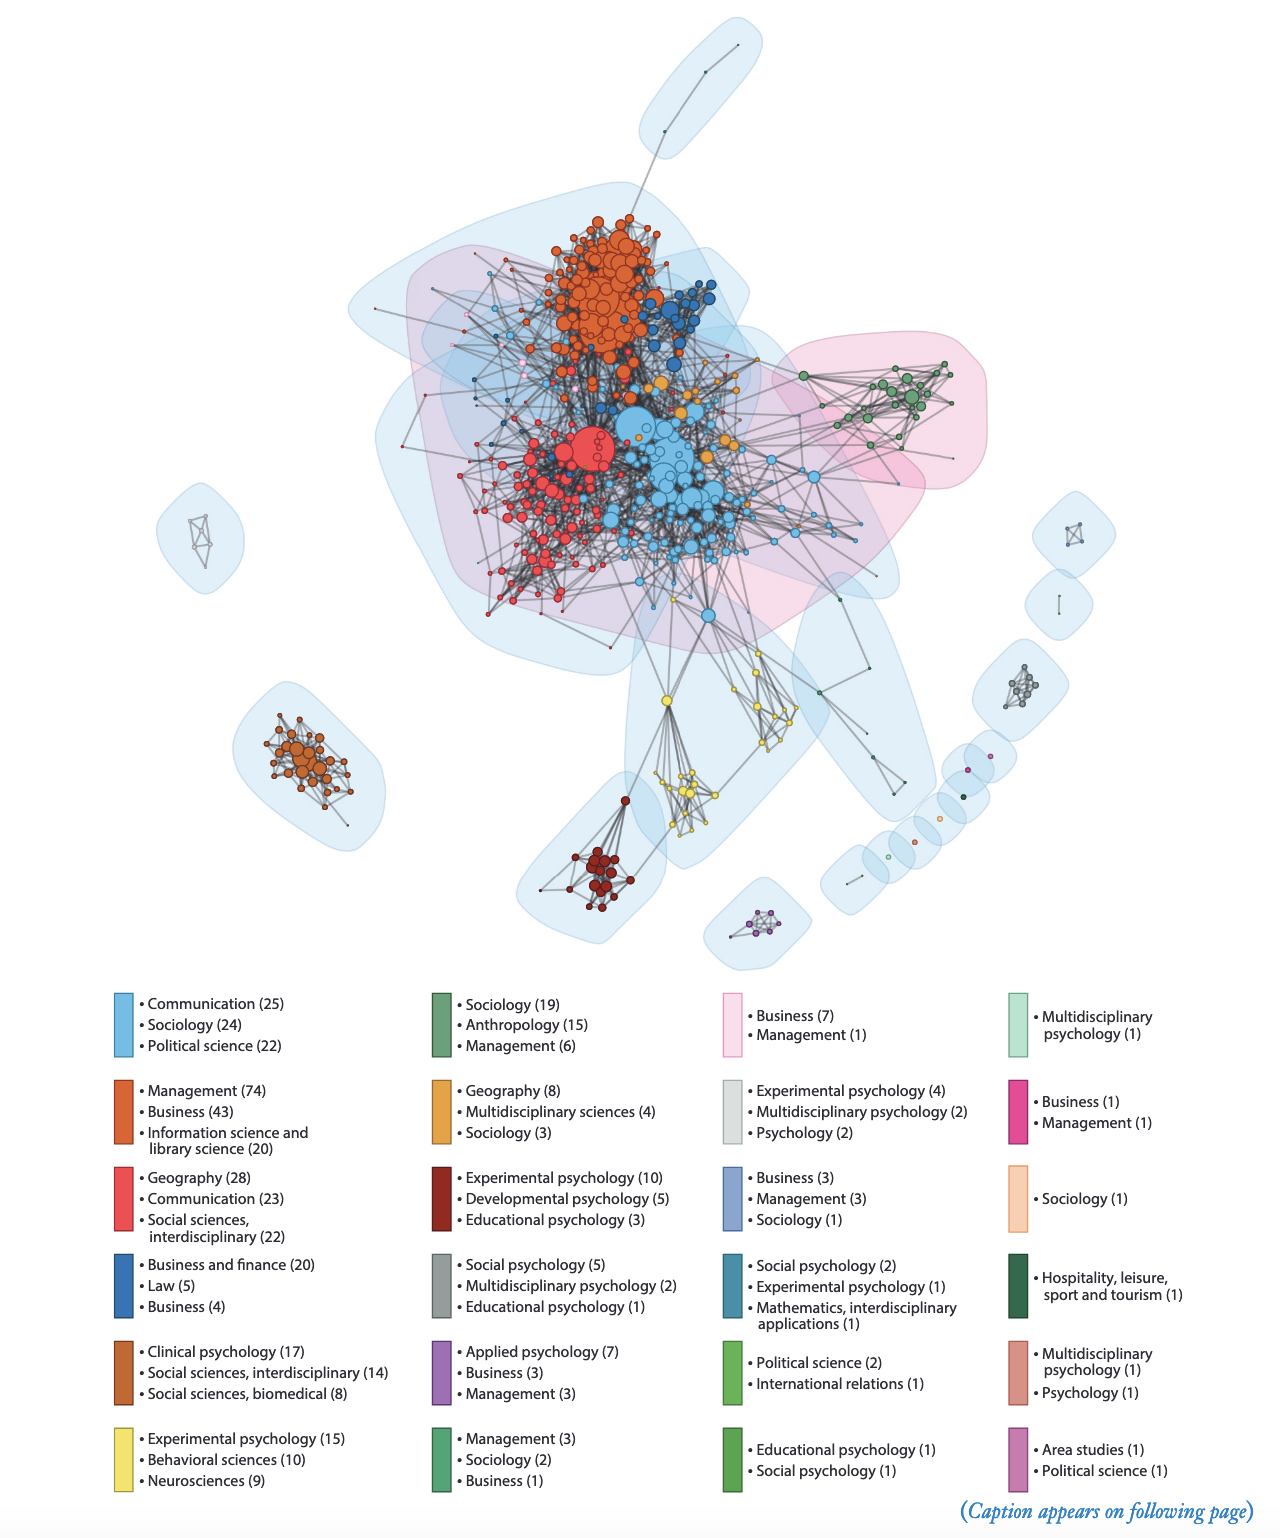 • Communication (25)
• Sociology (24)
• Political science (22)
• Management (74)
• Business (43)
• Information science and
library science (20)
• Geography (28)
• Communication (23)
• Social sciences,
interdisciplinary (22)
• Business and finance (20)
• Law (5)
• Business (4)
• Clinical psychology (17)
• Social sciences, interdisciplinary (14)
• Social sciences, biomedical (8)
• Experimental psychology (15)
• Behavioral sciences (10)
• Neurosciences (9)
• Sociology (19)
• Anthropology (15)
• Management (6)
• Geography (8)
• Multidisciplinary sciences (4)
• Sociology (3)
• Experimental psychology (10)
• Developmental psychology (5)
• Educational psychology (3)
• Social psychology (5)
• Multidisciplinary psychology (2)
• Educational psychology (1)
• Applied psychology (7)
• Business (3)
• Management (3)
• Management (3)
• Sociology (2)
• Business (1)
• Business (7)
• Management (1)
• Experimental psychology (4)
• Multidisciplinary psychology (2)
• Psychology (2)
• Business (3)
• Management (3)
• Sociology (1)
• Social psychology (2)
• Experimental psychology (1)
• Mathematics, interdisciplinary
applications (1)
• Political science (2)
• International relations (1)
• Educational psychology (1)
• Social psychology (1)
• Multidisciplinary
psychology (1)
• Business (1)
• Management (1)
• Sociology (1)
• Hospitality, leisure,
sport and tourism (1)
• Multidisciplinary
psychology (1)
• Psychology (1)
• Area studies (1)
• Political science (1)
(Caption appears on following page)